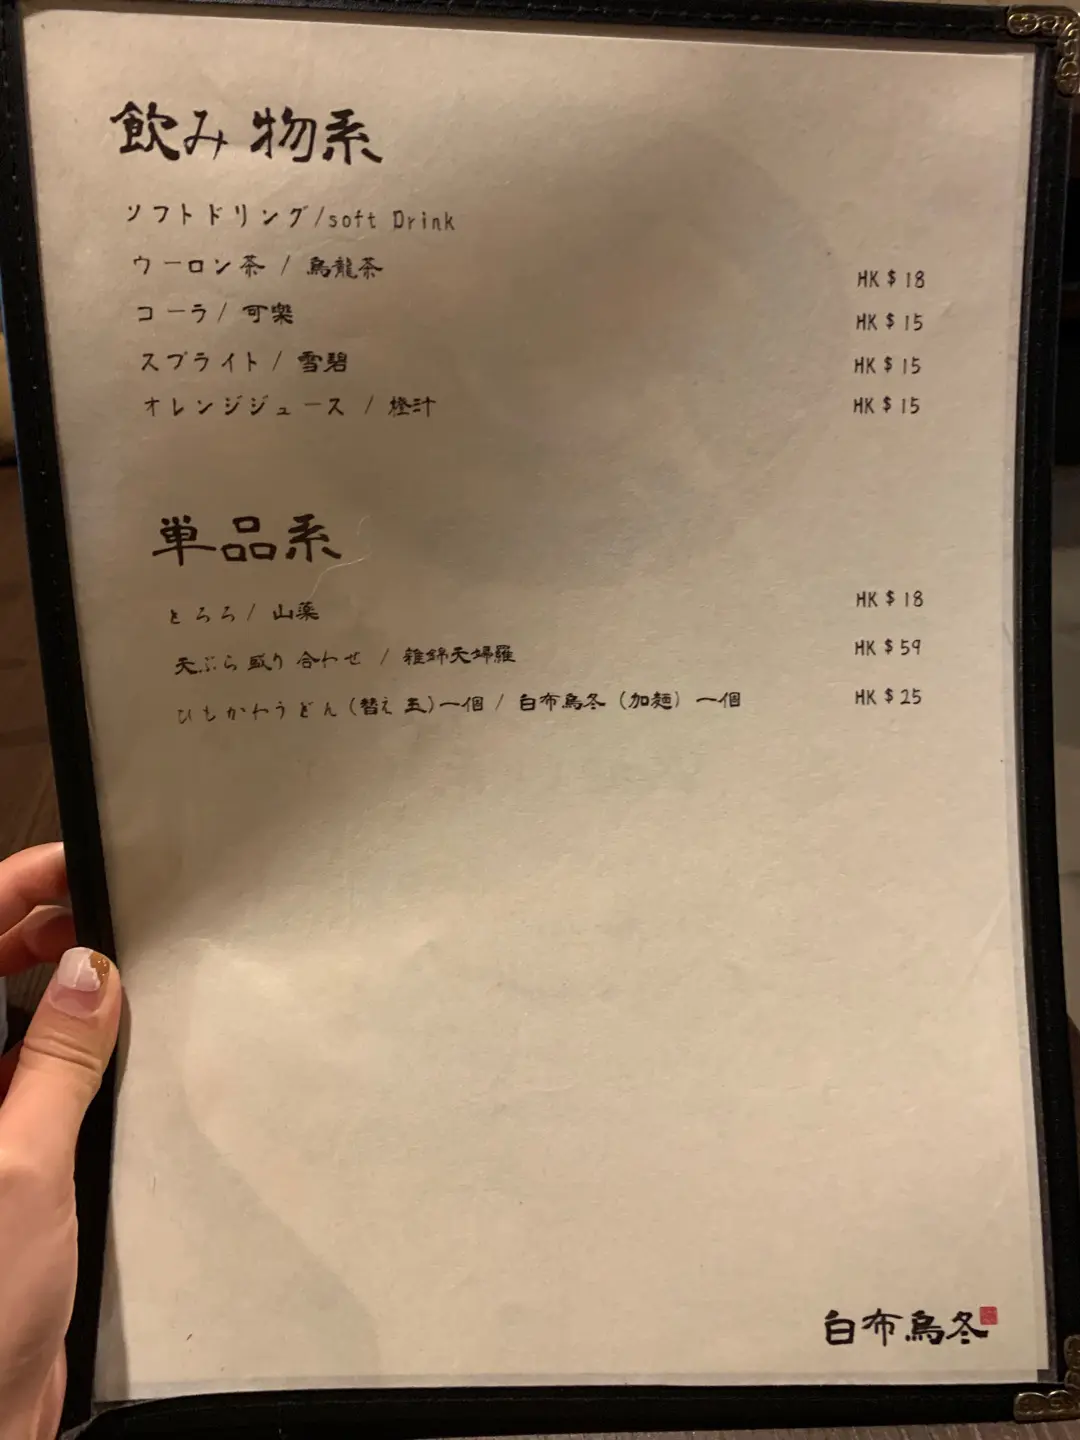 飲み物系
ソフトドリング/soft Drink
ウーロン茶 / 烏龍茶 HK $ 18
コーラ / 可樂 HK $ 15
スプライト / 雪碧 HK $ 15
オレンジジュース / 橙汁 HK $ 15
単品系
とろろ / 山薬 HK $ 18
天ぷら盛り合わせ / 雜錦天婦羅 HK $ 59
ひもかわうどん(替え玉)一個 / 白布烏冬 (加麵) 一個 HK $ 25
白布烏冬